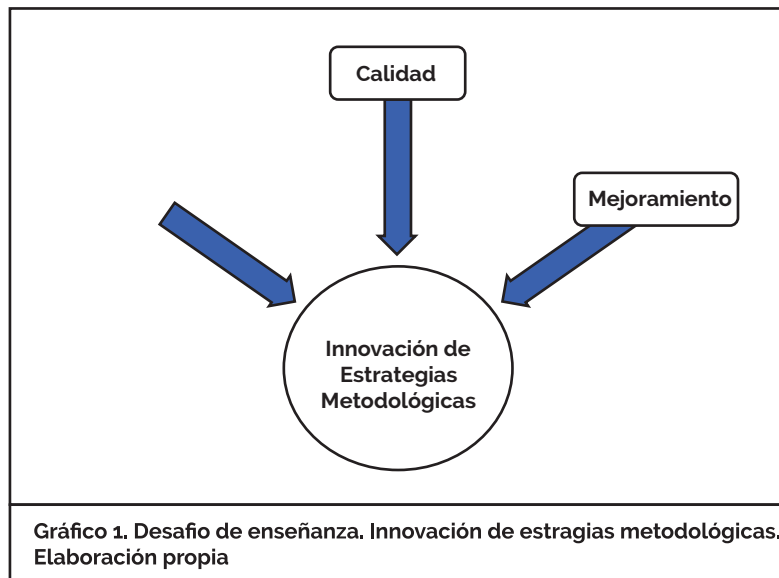 Calidad
Mejoramiento
Innovación de
Estrategias
Metodológicas
Gráfico 1. Desafio de enseñanza. Innovación de estragias metodológicas.
Elaboración propia